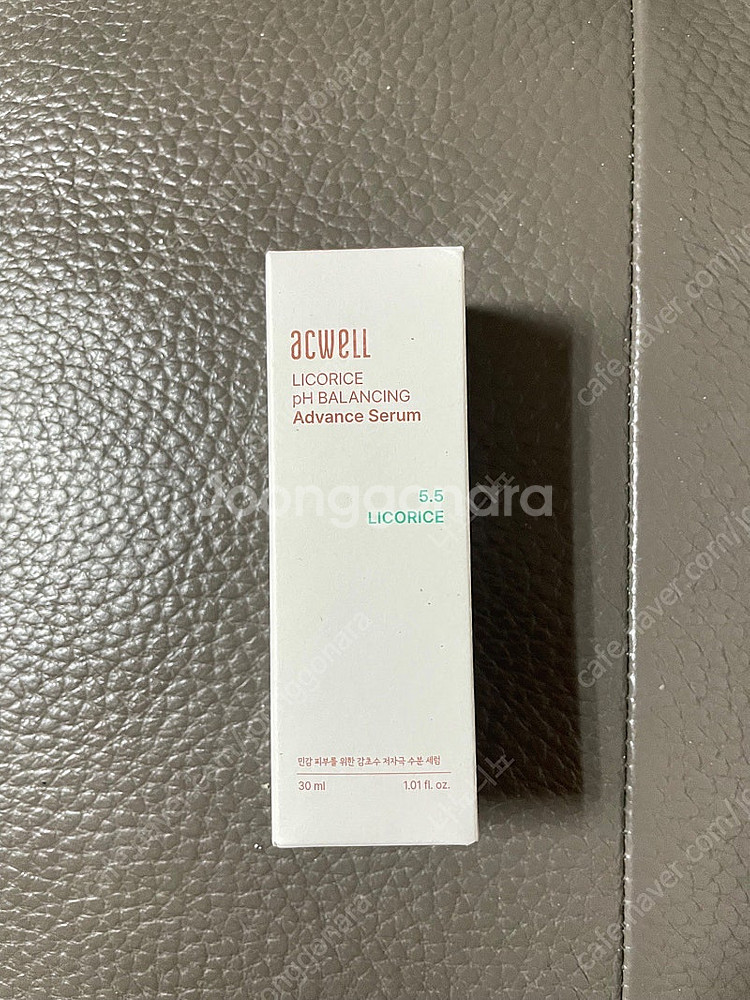 acwell
LICORICE
pH BALANCING
Advance Serum
5.5
LICORICE
Joonggonara
민감 피부를 위한 감초수 저자극 수분 세럼
30 ml
1.01 fl. oz.